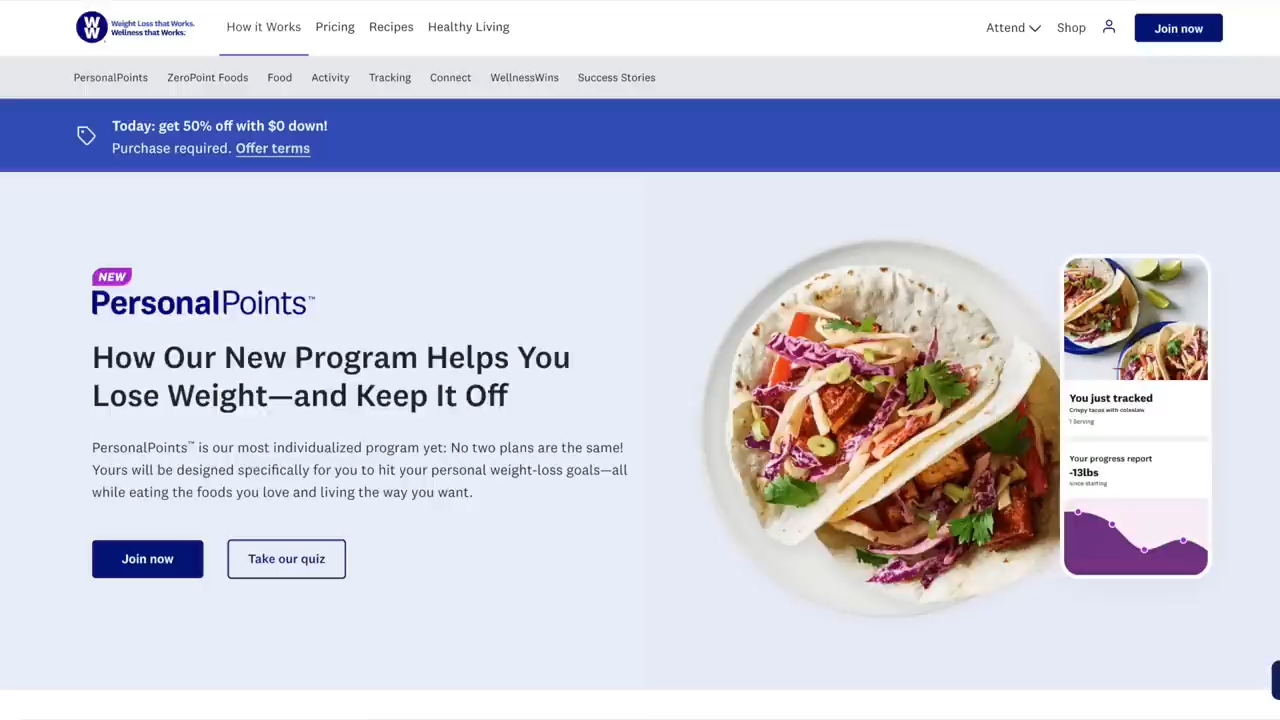 WW
Weight Loss that Works.
Wellness that Works.
How it Works
Pricing
Recipes
Healthy Living
Attend
Shop
Join now
PersonalPoints
ZeroPoint Foods
Food
Activity
Tracking
Connect
WellnessWins
Success Stories
Today: get 50% off with $0 down!
Purchase required. Offer terms
NEW
PersonalPoints™
How Our New Program Helps You
Lose Weight—and Keep It Off
PersonalPoints™ is our most individualized program yet: No two plans are the same!
Yours will be designed specifically for you to hit your personal weight-loss goals—all
while eating the foods you love and living the way you want.
Join now
Take our quiz
You just tracked
Crispy tacos with coleslaw
1 Serving
Your progress report
-13lbs
Since starting